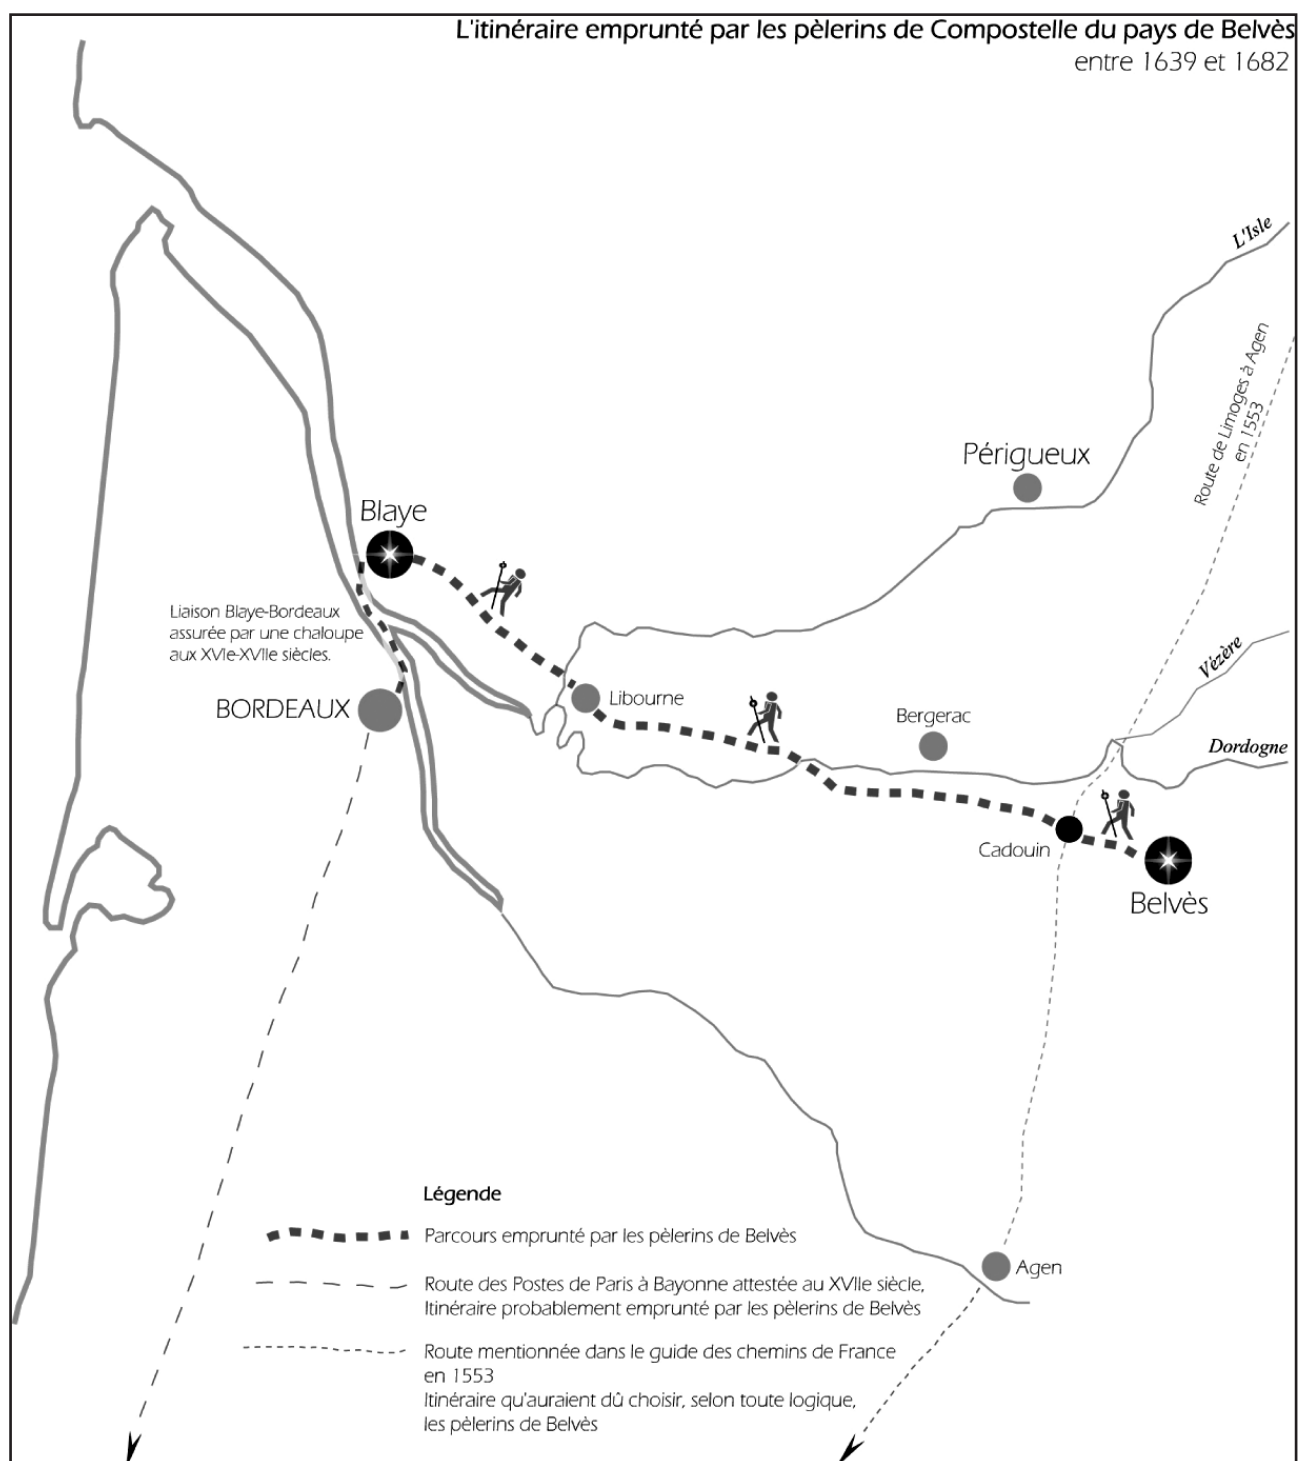 L'itinéraire emprunté par les pèlerins de Compostelle du pays de Belvès
entre 1639 et 1682
L'Isle
Route de Limoges à Agen
en 1553
Périgueux
Blaye
Liaison Blaye-Bordeaux
assurée par une chaloupe
aux XVIe-XVIIe siècles.
Vézère
Libourne
BORDEAUX
Bergerac
Dordogne
Cadouin
Belvès
Légende
Parcours emprunté par les pèlerins de Belvès
Agen
Route des Postes de Paris à Bayonne attestée au XVIIe siècle,
Itinéraire probablement emprunté par les pèlerins de Belvès
Route mentionnée dans le guide des chemins de France
en 1553
Itinéraire qu'auraient dû choisir, selon toute logique,
les pèlerins de Belvès